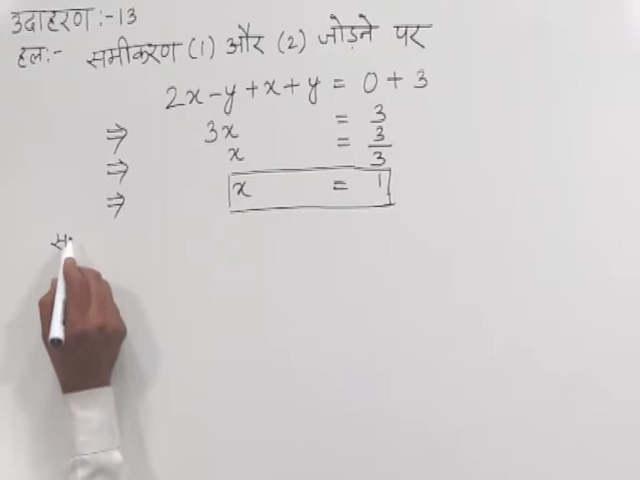 उदाहरण:-13
हल:- समीकरण (1) और (2) जोड़ने पर
2x-y+x+y = 0+3
⇒ 3x = 3
⇒ x = 3/3
⇒ x = 1
स